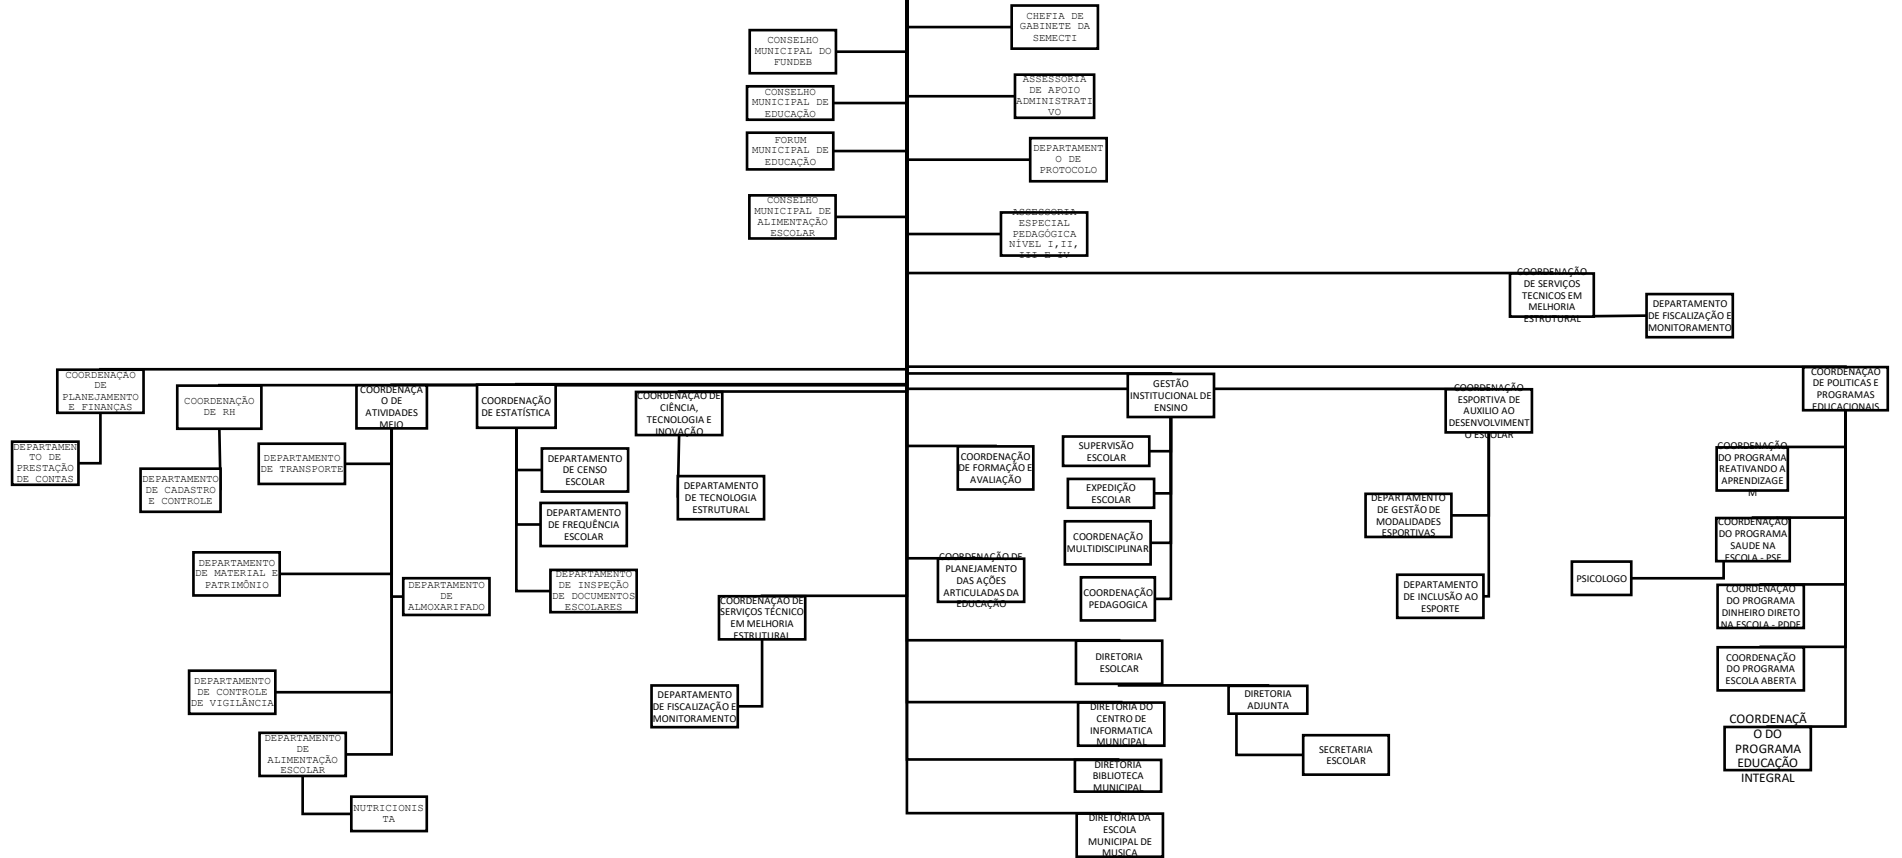 CHEFIA DE
GABINETE DA
SEMECTI
CONSELHO
MUNICIPAL DO
FUNDEB
ASSESSORIA
DE APOIO
ADMINISTRATI
VO
CONSELHO
MUNICIPAL DE
EDUCAÇÃO
FORUM
MUNICIPAL DE
EDUCAÇÃO
DEPARTAMENT
O DE
PROTOCOLO
CONSELHO
MUNICIPAL DE
ALIMENTAÇÃO
ESCOLAR
ASSESSORIA
ESPECIAL
PEDAGÓGICA
NÍVEL I,II,
III E IV
COORDENAÇÃO
DE SERVIÇOS
TECNICOS EM
MELHORIA
ESTRUTURAL
DEPARTAMENTO
DE FISCALIZAÇÃO E
MONITORAMENTO
COORDENAÇÃO
DE
PLANEJAMENTO
E FINANÇAS
COORDENAÇÃO
DE RH
COORDENAÇÃ
O DE
ATIVIDADES
MEIO
COORDENAÇÃO
DE ESTATÍSTICA
COORDENAÇÃO DE
CIÊNCIA,
TECNOLOGIA E
INOVAÇÃO
GESTÃO
INSTITUCIONAL DE
ENSINO
COORDENAÇÃO
ESPORTIVA DE
AUXILIO AO
DESENVOLVIMENT
O ESCOLAR
COORDENAÇÃO
DE POLITICAS E
PROGRAMAS
EDUCACIONAIS
DEPARTAMEN
TO DE
PRESTAÇÃO
DE CONTAS
DEPARTAMENTO
DE CADASTRO
E CONTROLE
DEPARTAMENTO
DE TRANSPORTE
DEPARTAMENTO
DE CENSO
ESCOLAR
DEPARTAMENTO
DE TECNOLOGIA
ESTRUTURAL
DEPARTAMENTO
DE FREQUÊNCIA
ESCOLAR
COORDENAÇÃO
DE FORMAÇÃO E
AVALIAÇÃO
SUPERVISÃO
ESCOLAR
EXPEDIÇÃO
ESCOLAR
COORDENAÇÃO
MULTIDISCIPLINAR
DEPARTAMENTO
DE GESTÃO DE
MODALIDADES
ESPORTIVAS
COORDENAÇÃO
DO PROGRAMA
REATIVANDO A
APRENDIZAGE
M
COORDENAÇÃO
DO PROGRAMA
SAUDE NA
ESCOLA - PSE
PSICOLOGO
DEPARTAMENTO
DE MATERIAL E
PATRIMÔNIO
DEPARTAMENTO
DE
ALMOXARIFADO
DEPARTAMENTO
DE INSPEÇÃO
DE DOCUMENTOS
ESCOLARES
COORDENAÇÃO DE
SERVIÇOS TÉCNICO
EM MELHORIA
ESTRUTURAL
COORDENAÇÃO DE
PLANEJAMENTO
DAS AÇÕES
ARTICULADAS DA
EDUCAÇÃO
COORDENAÇÃO
PEDAGOGICA
DEPARTAMENTO
DE INCLUSÃO AO
ESPORTE
COORDENAÇÃO
DO PROGRAMA
DINHEIRO DIRETO
NA ESCOLA - PDDE
DIRETORIA
ESOLCAR
COORDENAÇÃO
DO PROGRAMA
ESCOLA ABERTA
DEPARTAMENTO
DE CONTROLE
DE VIGILÂNCIA
DEPARTAMENTO
DE FISCALIZAÇÃO E
MONITORAMENTO
DIRETORIA
ADJUNTA
DIRETORIA DO
CENTRO DE
INFORMATICA
MUNICIPAL
COORDENAÇÃ
O DO
PROGRAMA
EDUCAÇÃO
INTEGRAL
DEPARTAMENTO
DE
ALIMENTAÇÃO
ESCOLAR
SECRETARIA
ESCOLAR
DIRETORIA
BIBLIOTECA
MUNICIPAL
NUTRICIONIS
TA
DIRETORIA DA
ESCOLA
MUNICIPAL DE
MUSICA